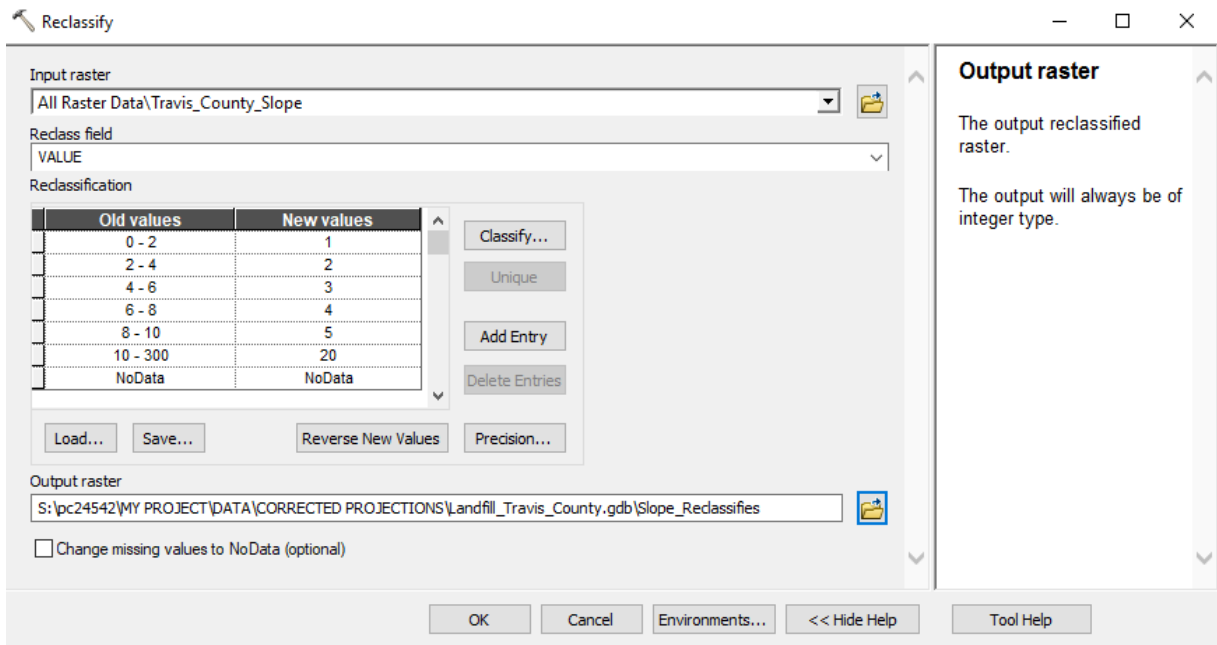 Reclassify
Input raster
All Raster Data\Travis_County_Slope
Reclass field
VALUE
Reclassification
Old values New values
0 - 2 1
2 - 4 2
4 - 6 3
6 - 8 4
8 - 10 5
10 - 300 20
NoData NoData
Classify...
Unique
Add Entry
Delete Entries
Load... Save... Reverse New Values Precision...
Output raster
S:\pc24542\MY PROJECT\DATA\CORRECTED PROJECTIONS\Landfill_Travis_County.gdb\Slope_Reclassifies
Change missing values to NoData (optional)
OK Cancel Environments... << Hide Help Tool Help
Output raster
The output reclassified
raster.
The output will always be of
integer type.